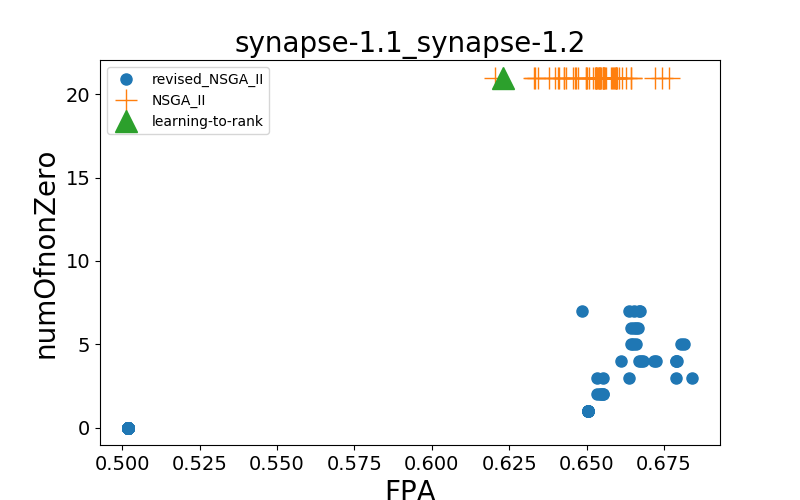 synapse-1.1_synapse-1.2
revised_NSGA_II
NSGA_II
learning-to-rank
numOfnonZero
20
15
10
5
0
0.500 0.525 0.550 0.575 0.600 0.625 0.650 0.675
FPA